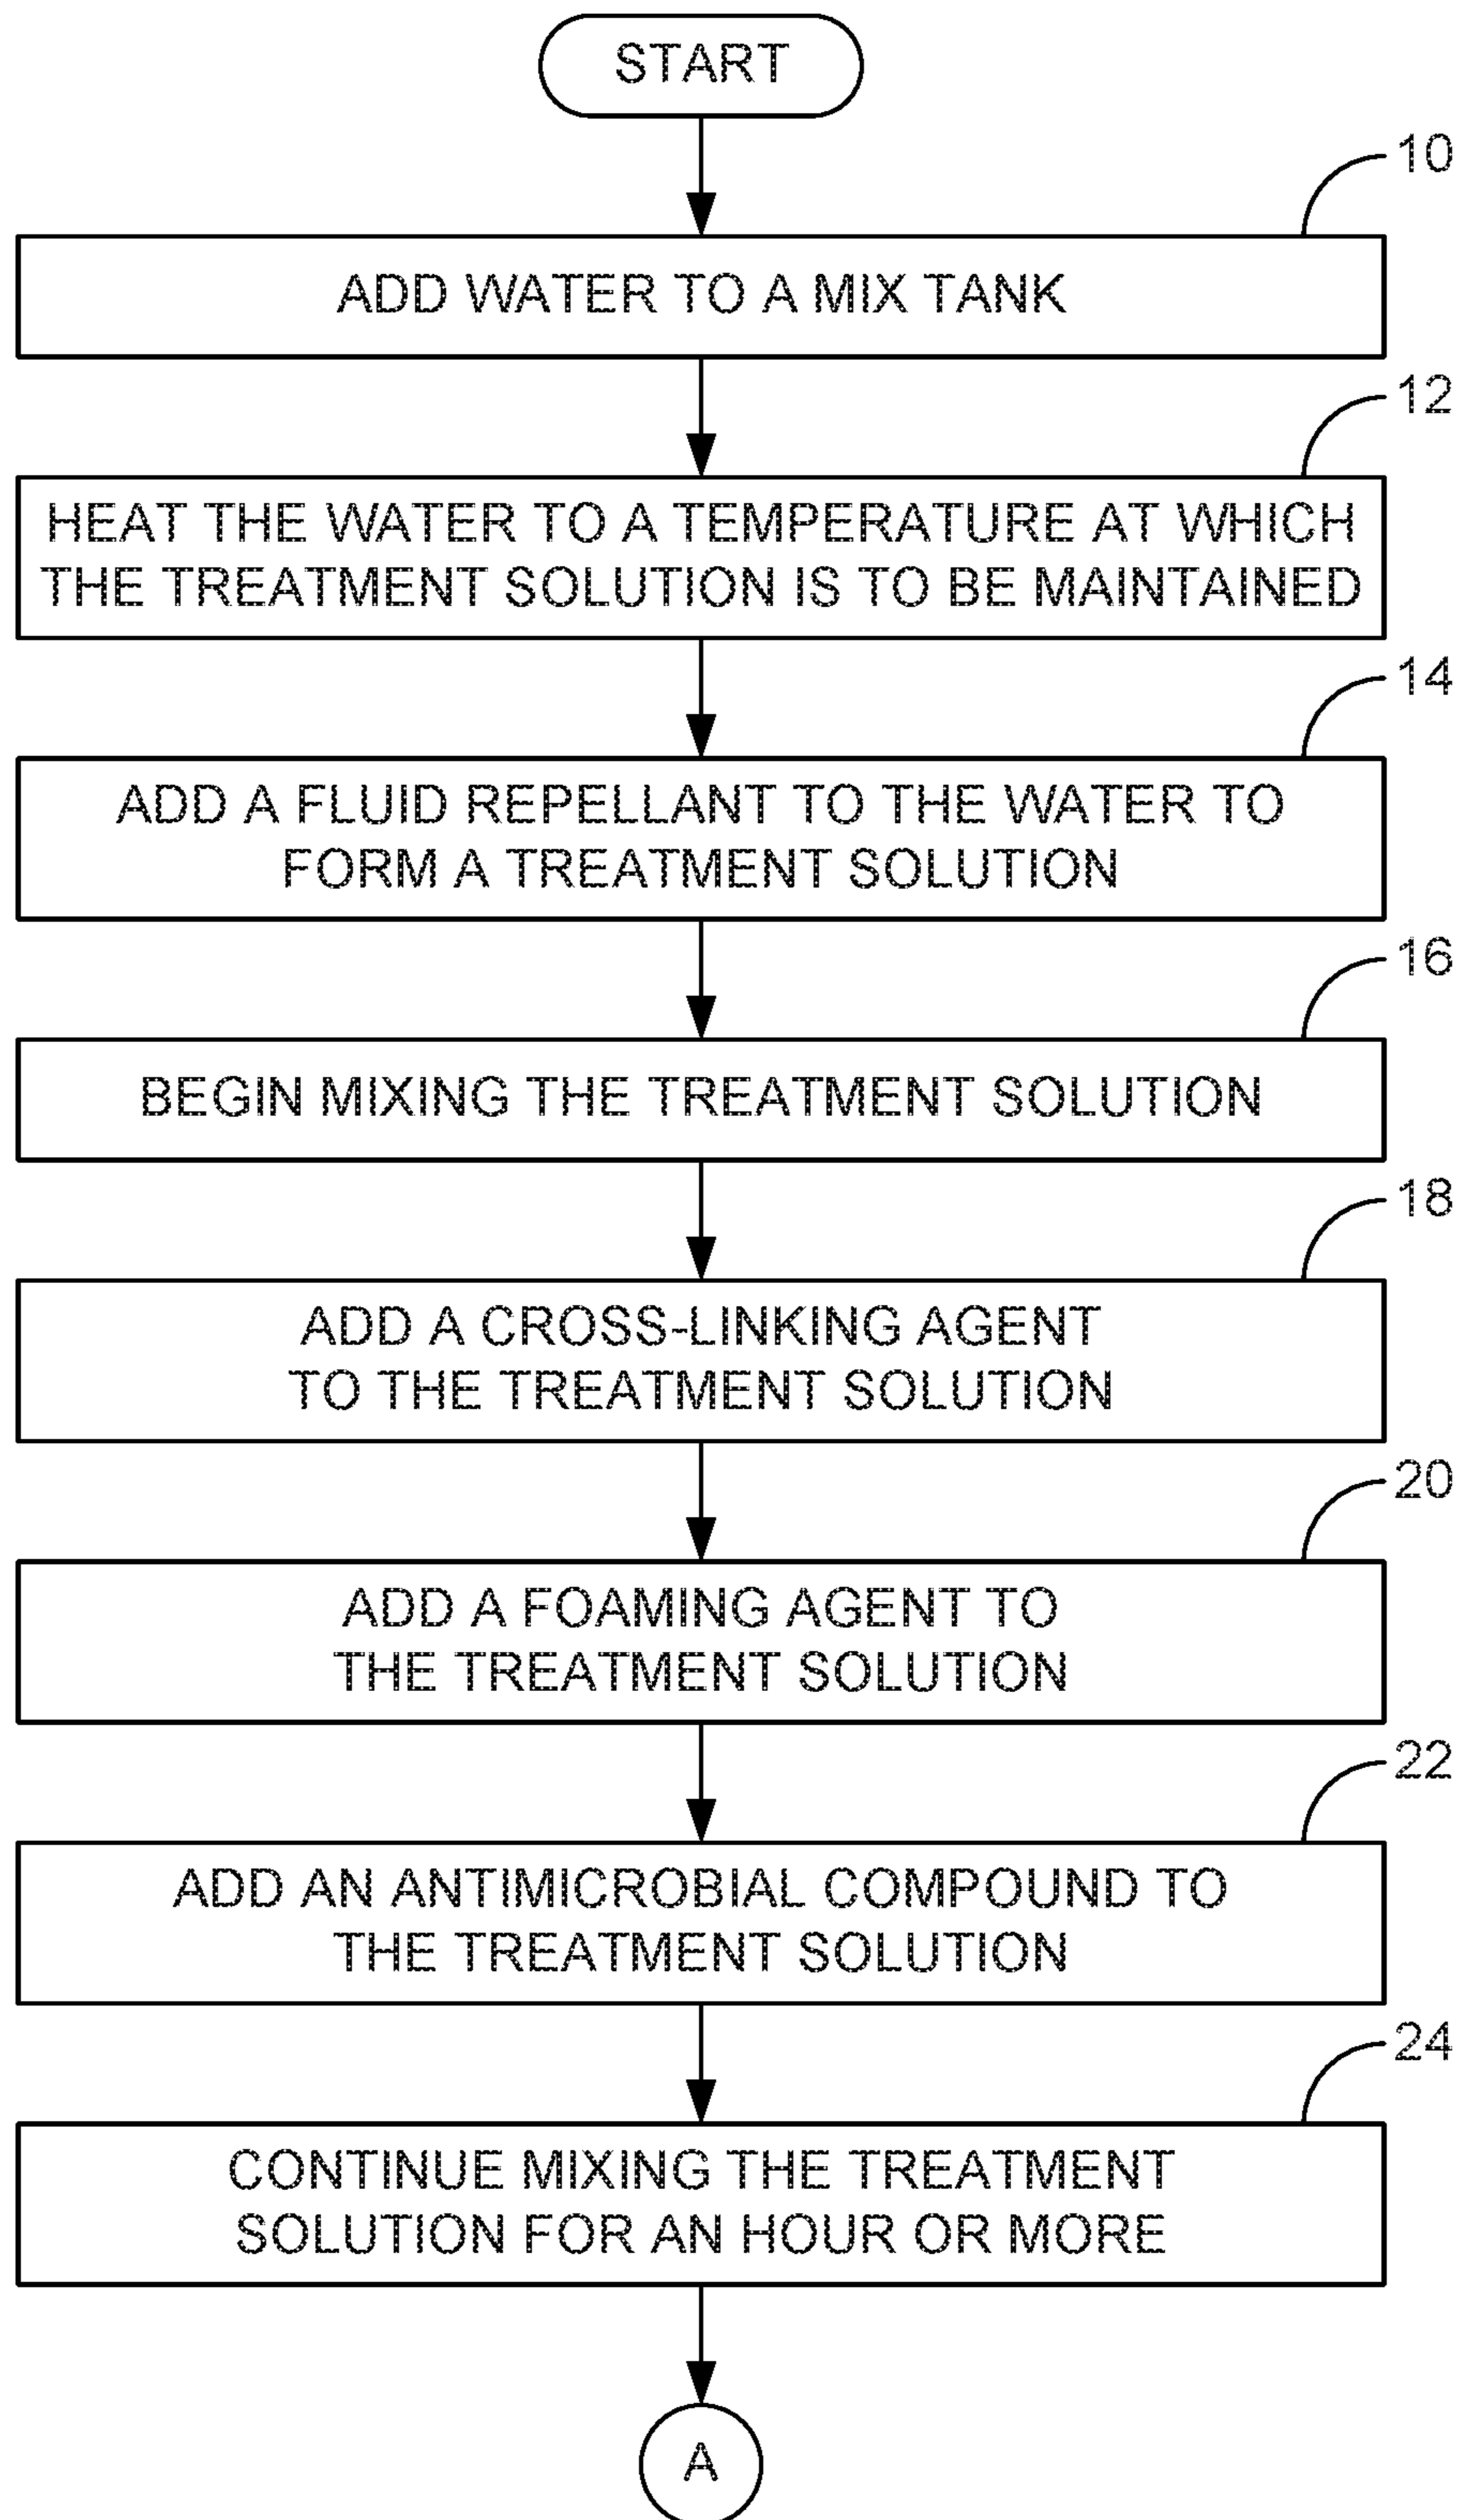 START
10
ADD WATER TO A MIX TANK
12
HEAT THE WATER TO A TEMPERATURE AT WHICH
THE TREATMENT SOLUTION IS TO BE MAINTAINED
14
ADD A FLUID REPELLANT TO THE WATER TO
FORM A TREATMENT SOLUTION
16
BEGIN MIXING THE TREATMENT SOLUTION
18
ADD A CROSS-LINKING AGENT
TO THE TREATMENT SOLUTION
20
ADD A FOAMING AGENT TO
THE TREATMENT SOLUTION
22
ADD AN ANTIMICROBIAL COMPOUND TO
THE TREATMENT SOLUTION
24
CONTINUE MIXING THE TREATMENT
SOLUTION FOR AN HOUR OR MORE
A